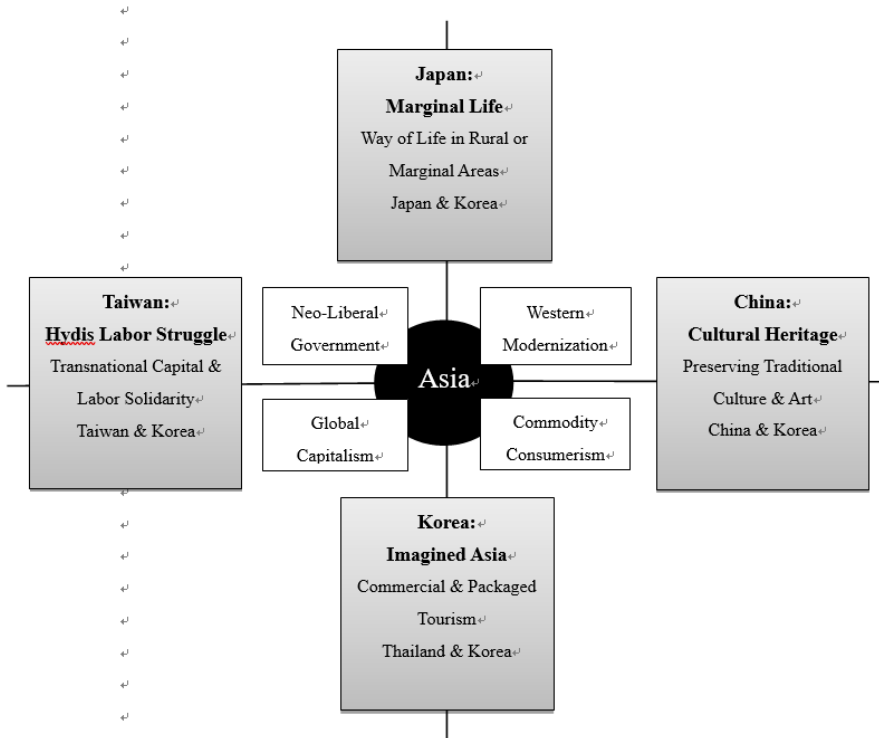 Japan:
Marginal Life
Way of Life in Rural or
Marginal Areas
Japan & Korea
Taiwan:
Hydis Labor Struggle
Transnational Capital &
Labor Solidarity
Taiwan & Korea
Neo-Liberal
Government
Western
Modernization
Asia
Global
Capitalism
Commodity
Consumerism
China:
Cultural Heritage
Preserving Traditional
Culture & Art
China & Korea
Korea:
Imagined Asia
Commercial & Packaged
Tourism
Thailand & Korea